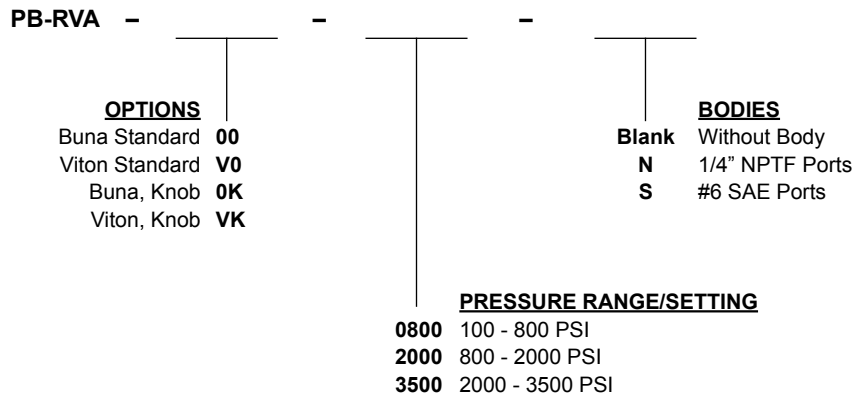 PB-RVA – – –
OPTIONS
Buna Standard 00
Viton Standard V0
Buna, Knob 0K
Viton, Knob VK
BODIES
Blank Without Body
N 1/4” NPTF Ports
S #6 SAE Ports
PRESSURE RANGE/SETTING
0800 100 - 800 PSI
2000 800 - 2000 PSI
3500 2000 - 3500 PSI